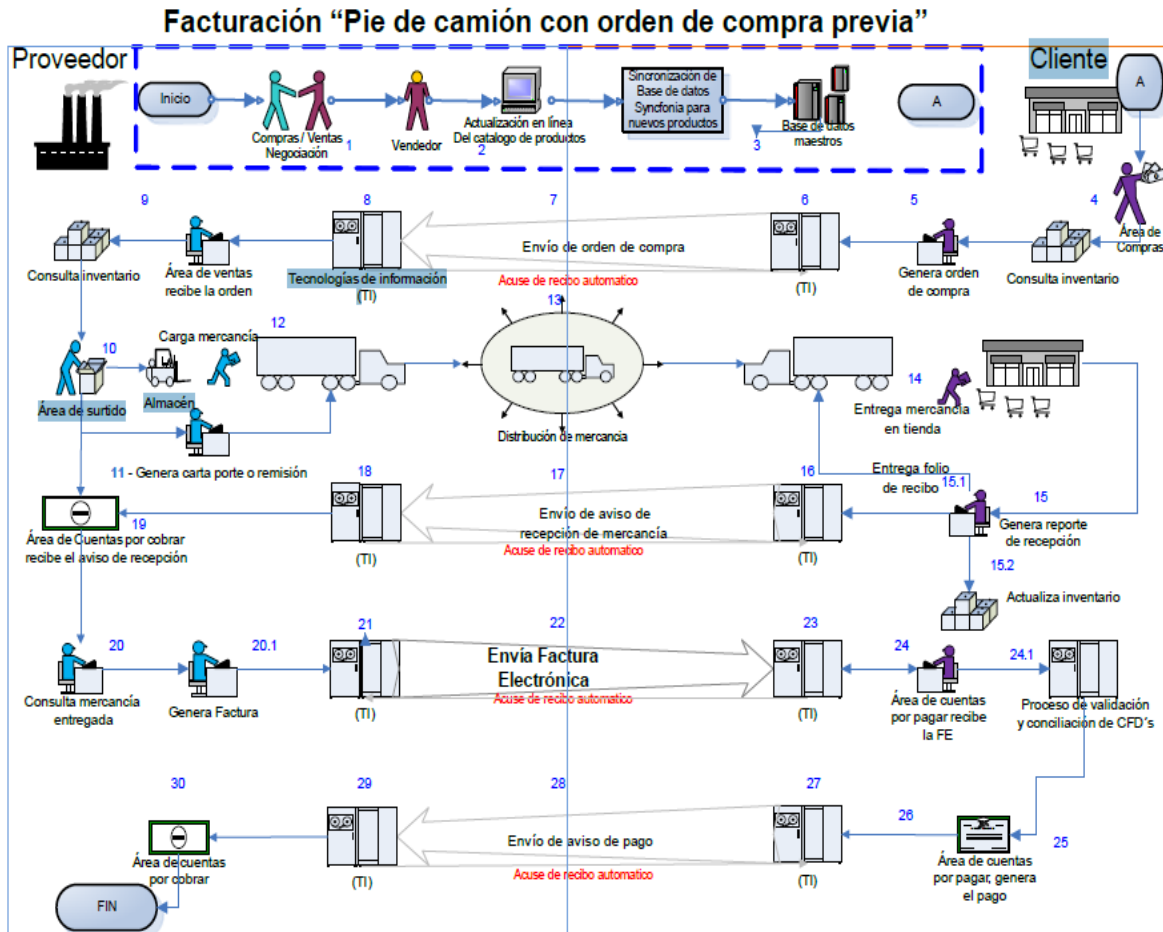 Facturación “Pie de camión con orden de compra previa”
Proveedor
Cliente
Inicio
Compras / Ventas
Negociación
1
Vendedor
2
Actualización en línea
Del catalogo de productos
Sincronización de
Base de datos
Syncfonia para
nuevos productos
3
Base de datos
maestros
A
A
9
8
7
6
5
4
Área de
Compras
Consulta inventario
Área de ventas
recibe la orden
Tecnologías de información
(TI)
Envío de orden de compra
Acuse de recibo automatico
(TI)
Genera orden
de compra
Consulta inventario
10
Carga mercancía
12
13
14
Área de surtido
Almacén
Distribución de mercancia
Entrega mercancía
en tienda
11 - Genera carta porte o remisión
18
17
16
Entrega folio
de recibo
15.1
15
19
Área de Cuentas por cobrar
recibe el aviso de recepción
(TI)
Envío de aviso de
recepción de mercancía
Acuse de recibo automatico
(TI)
Genera reporte
de recepción
15.2
Actualiza inventario
20
20.1
21
22
23
24
24.1
Consulta mercancía
entregada
Genera Factura
(TI)
Envía Factura
Electrónica
Acuse de recibo automatico
(TI)
Área de cuentas
por pagar recibe
la FE
Proceso de validación
y conciliación de CFD´s
30
29
28
27
26
25
Área de cuentas
por cobrar
(TI)
Envío de aviso de pago
Acuse de recibo automatico
(TI)
Área de cuentas
por pagar, genera
el pago
FIN